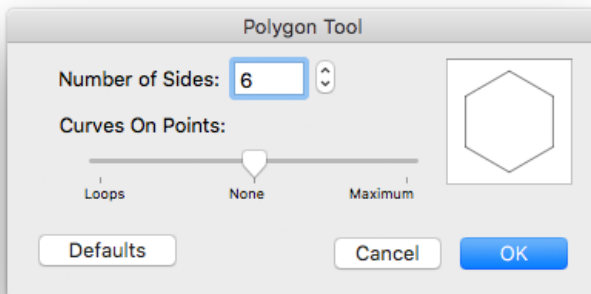 Polygon Tool
Number of Sides: 6
Curves On Points:
Loops None Maximum
Defaults Cancel OK